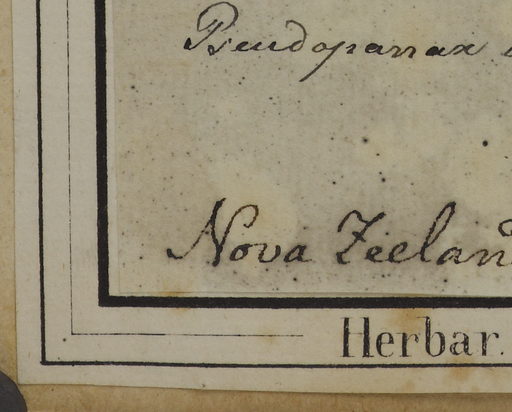 Pseudopanax
Nova Zeelan
Herbar.